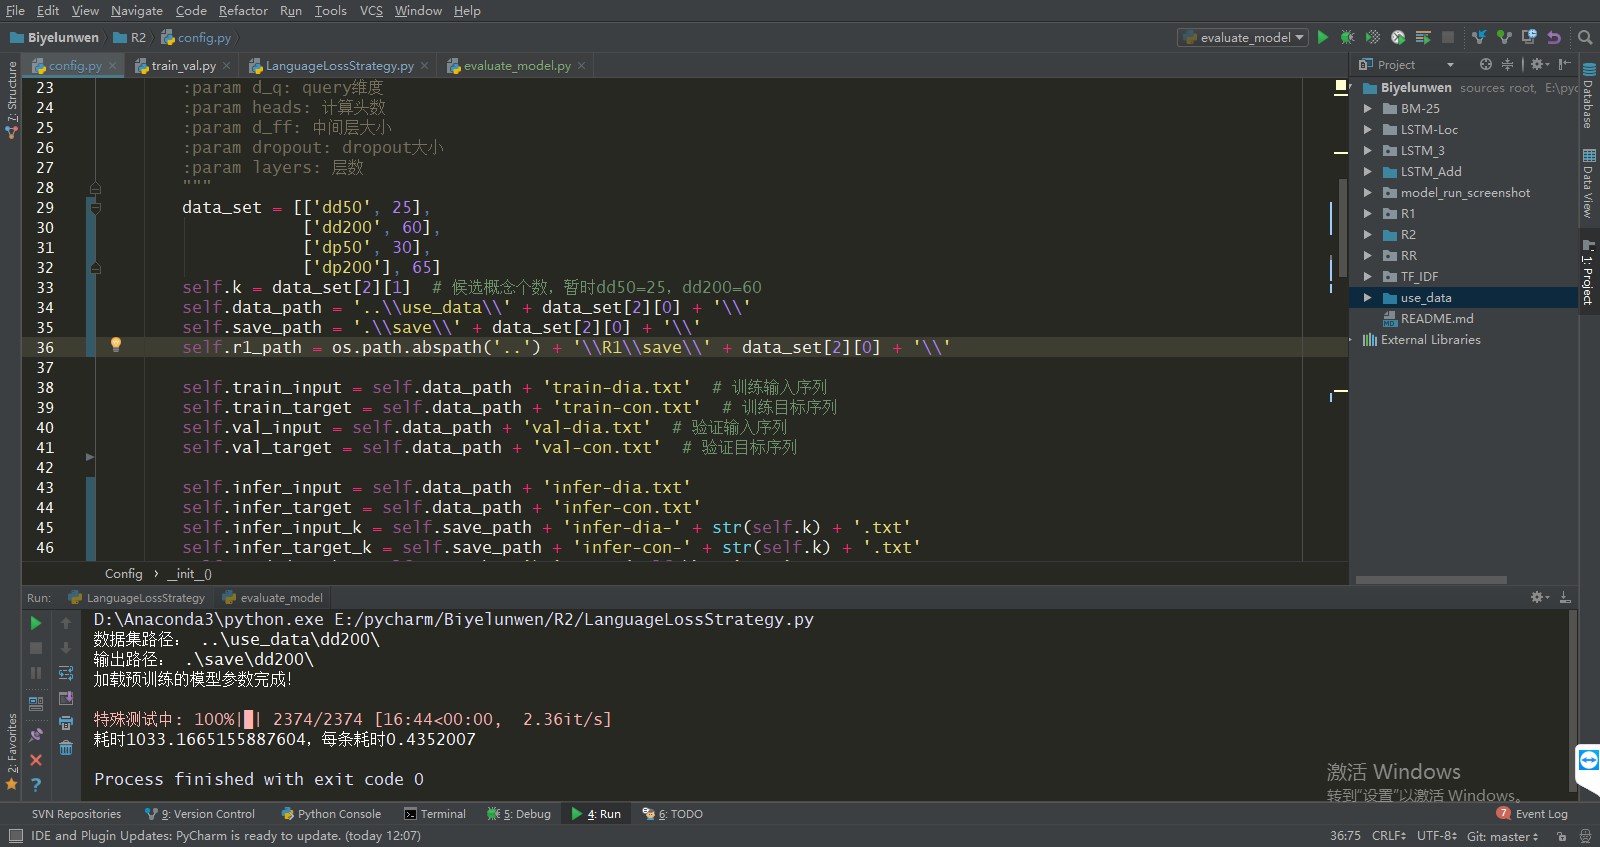 File Edit View Navigate Code Refactor Run Tools VCS Window Help
Biyelunwen R2 config.py evaluate_model
config.py train_val.py LanguageLossStrategy.py evaluate_model.py Project
7: Structure
2: Favorites
Database
Data View
1: Project
23 :param d_q: query维度
24 :param heads: 计算头数
25 :param d_ff: 中间层大小
26 :param dropout: dropout大小
27 :param layers: 层数
28 """
29 data_set = [['dd50', 25],
30 ['dd200', 60],
31 ['dp50', 30],
32 ['dp200'], 65]
33 self.k = data_set[2][1]  # 候选概念个数，暂时dd50=25，dd200=60
34 self.data_path = '..\\use_data\\' + data_set[2][0] + '\\'
35 self.save_path = '.\\save\\' + data_set[2][0] + '\\'
36 self.r1_path = os.path.abspath('..') + '\\R1\\save\\' + data_set[2][0] + '\\'
37
38 self.train_input = self.data_path + 'train-dia.txt'  # 训练输入序列
39 self.train_target = self.data_path + 'train-con.txt'  # 训练目标序列
40 self.val_input = self.data_path + 'val-dia.txt'  # 验证输入序列
41 self.val_target = self.data_path + 'val-con.txt'  # 验证目标序列
42
43 self.infer_input = self.data_path + 'infer-dia.txt'
44 self.infer_target = self.data_path + 'infer-con.txt'
45 self.infer_input_k = self.save_path + 'infer-dia-' + str(self.k) + '.txt'
46 self.infer_target_k = self.save_path + 'infer-con-' + str(self.k) + '.txt'
Config __init__()
Biyelunwen sources root, E:\pyc
BM-25
LSTM-Loc
LSTM_3
LSTM_Add
model_run_screenshot
R1
R2
RR
TF_IDF
use_data
README.md
External Libraries
Run: LanguageLossStrategy evaluate_model
D:\Anaconda3\python.exe E:/pycharm/Biyelunwen/R2/LanguageLossStrategy.py
数据集路径： ..\use_data\dd200\
输出路径： .\save\dd200\
加载预训练的模型参数完成!
特殊测试中: 100%|█| 2374/2374 [16:44<00:00,  2.36it/s]
耗时1033.1665155887604，每条耗时0.4352007
Process finished with exit code 0
激活 Windows
转到"设置"以激活 Windows。
SVN Repositories 9: Version Control Python Console Terminal 5: Debug 4: Run 6: TODO 7 Event Log
IDE and Plugin Updates: PyCharm is ready to update. (today 12:07) 36:75 CRLF UTF-8 Git: master